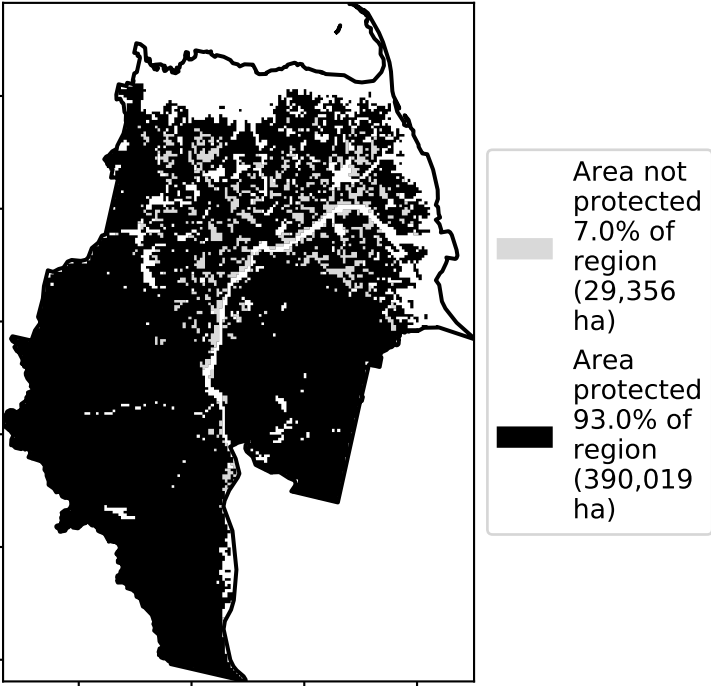 Area not
protected
7.0% of
region
(29,356
ha)
Area
protected
93.0% of
region
(390,019
ha)